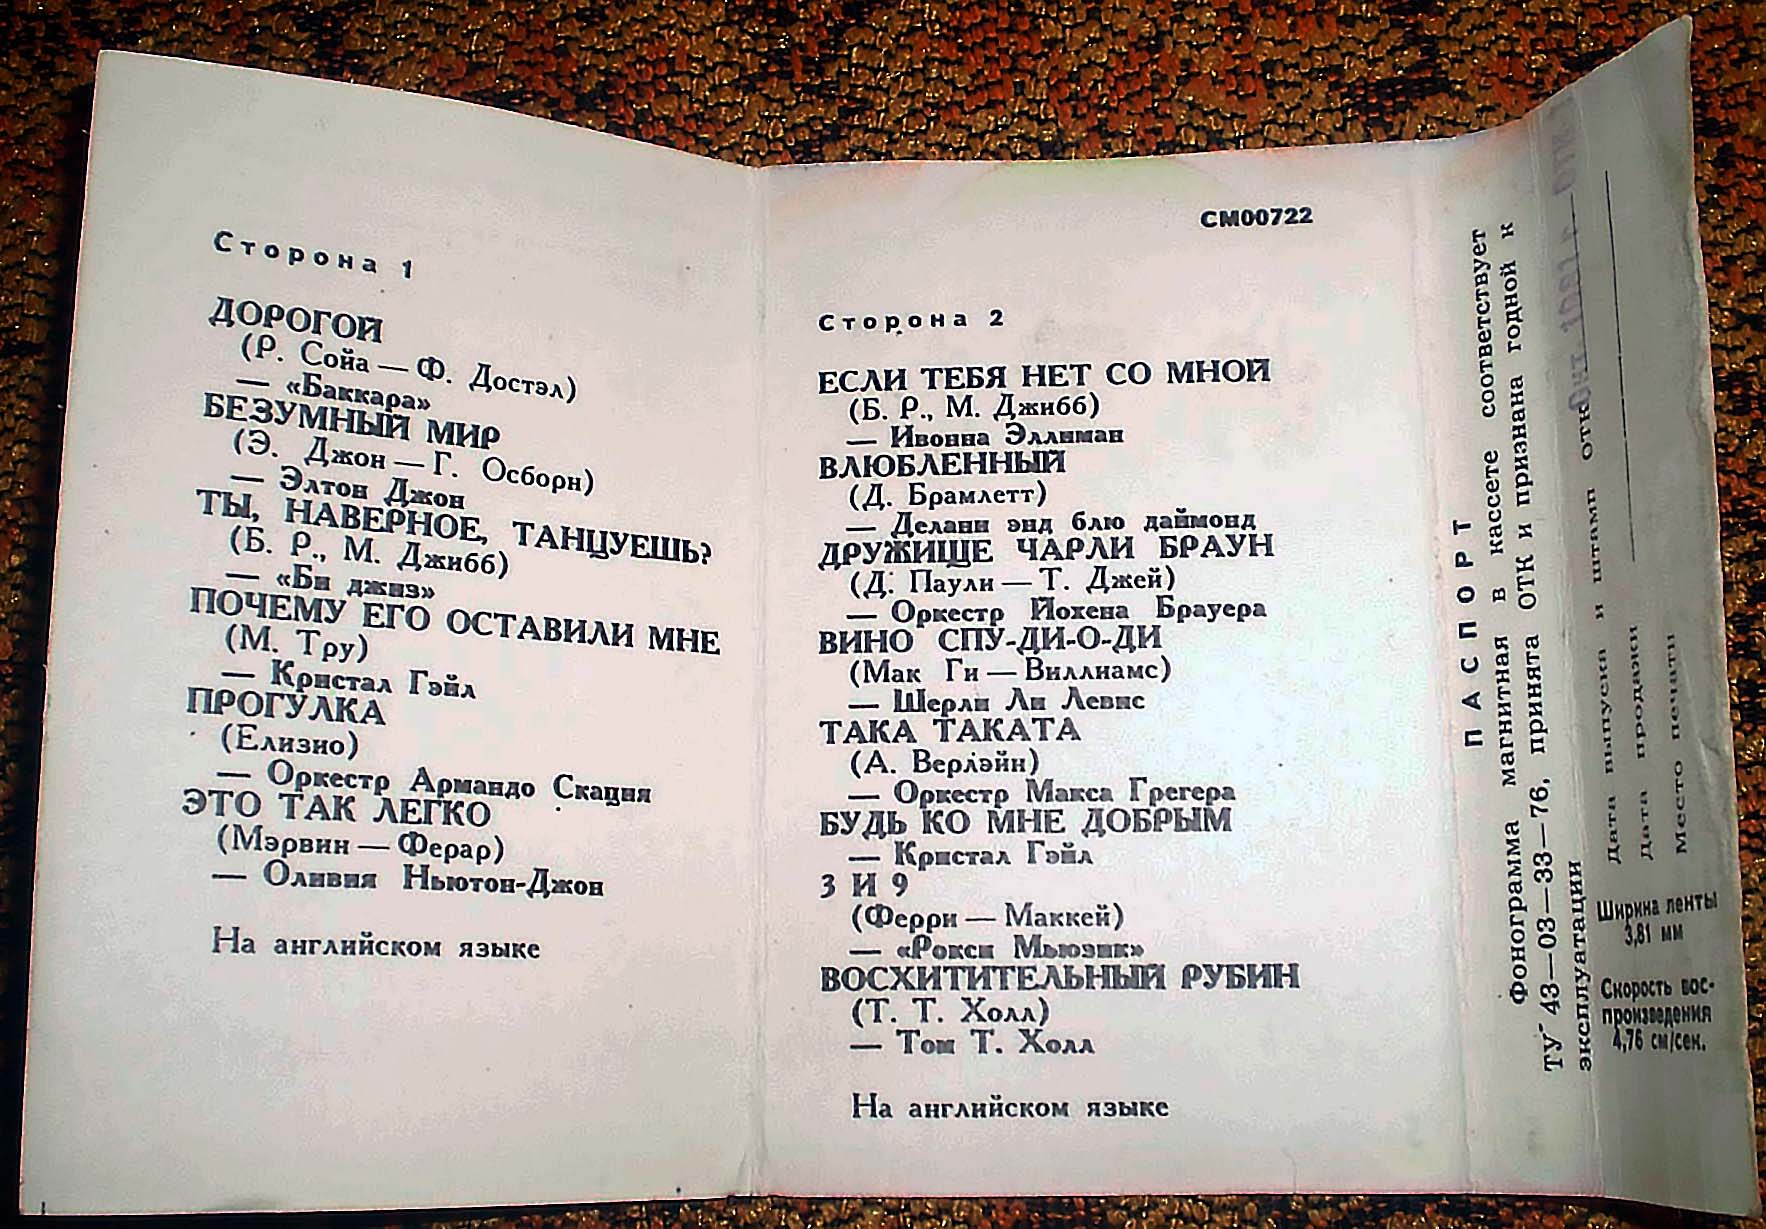 Сторона 1
ДОРОГОЙ
(Р. Сойа — Ф. Достэл)
— «Баккара»
БЕЗУМНЫЙ МИР
(Э. Джон — Г. Осборн)
— Элтон Джон
ТЫ, НАВЕРНОЕ, ТАНЦУЕШЬ?
(Б. Р., М. Джибб)
— «Би джиз»
ПОЧЕМУ ЕГО ОСТАВИЛИ МНЕ
(М. Тру)
— Кристал Гэйл
ПРОГУЛКА
(Елизио)
— Оркестр Армандо Скация
ЭТО ТАК ЛЕГКО
(Мэрвин — Ферар)
— Оливия Ньютон-Джон
На английском языке
СМ00722
Сторона 2
ЕСЛИ ТЕБЯ НЕТ СО МНОЙ
(Б. Р., М. Джибб)
— Ивонна Эллиман
ВЛЮБЛЕННЫЙ
(Д. Брамлетт)
— Делани энд блю даймонд
ДРУЖИЩЕ ЧАРЛИ БРАУН
(Д. Паули — Т. Джей)
— Оркестр Йохена Брауера
ВИНО СПУ-ДИ-О-ДИ
(Мак Ги — Виллиамс)
— Шерли Ли Левис
ТАКА ТАКАТА
(А. Верлэйн)
— Оркестр Макса Грегера
БУДЬ КО МНЕ ДОБРЫМ
— Кристал Гэйл
3 И 9
(Ферри — Маккей)
— «Рокси Мьюзик»
ВОСХИТИТЕЛЬНЫЙ РУБИН
(Т. Т. Холл)
— Том Т. Холл
На английском языке
ПАСПОРТ
Фонограмма магнитная в кассете соответствует
ТУ 43—03—33—76, принята ОТК и признана годной к
эксплуатации
Дата выпуска и штамп ОТК
Дата продажи
Место печати
Ширина ленты
3,81 мм
Скорость вос-
произведения
4,76 см/сек.